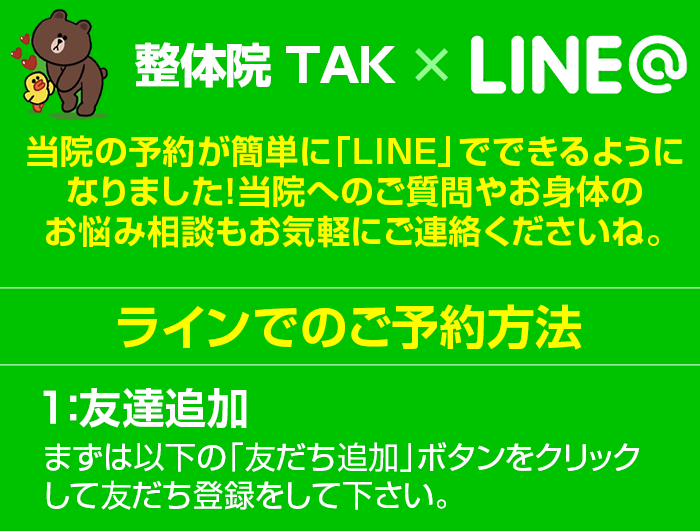 整体院 TAK × LINE@
当院の予約が簡単に「LINE」でできるように
なりました!当院へのご質問やお身体の
お悩み相談もお気軽にご連絡くださいね。
ラインでのご予約方法
1:友達追加
まずは以下の「友だち追加」ボタンをクリック
して友だち登録をして下さい。